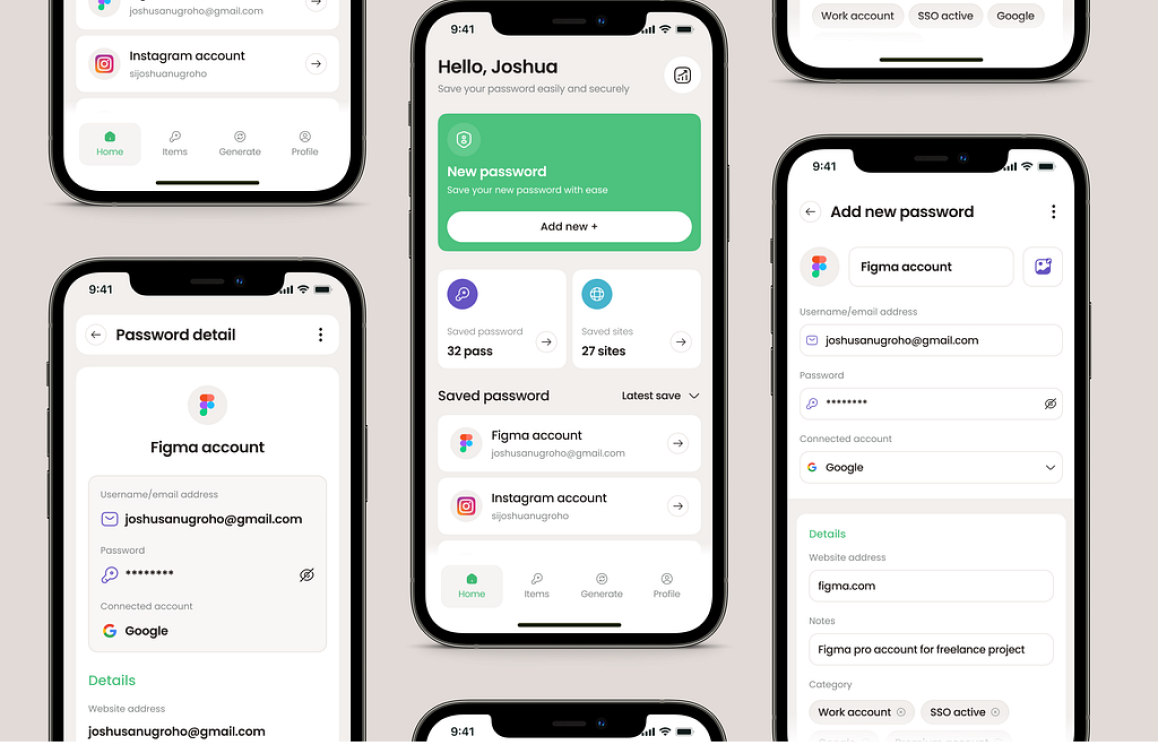 joshusanugroho@gmail.com
Instagram account
sijoshuanugroho
Home
Items
Generate
Profile
9:41
Password detail
Figma account
Username/email address
joshusanugroho@gmail.com
Password
********
Connected account
Google
Details
Website address
joshusanugroho@gmail.com
9:41
Hello, Joshua
Save your password easily and securely
New password
Save your new password with ease
Add new +
Saved password
32 pass
Saved sites
27 sites
Saved password
Latest save
Figma account
joshusanugroho@gmail.com
Instagram account
sijoshuanugroho
Home
Items
Generate
Profile
9:41
Work account
SSO active
Google
9:41
Add new password
Figma account
Username/email address
joshusanugroho@gmail.com
Password
********
Connected account
Google
Details
Website address
figma.com
Notes
Figma pro account for freelance project
Category
Work account
SSO active
Google
Premium account